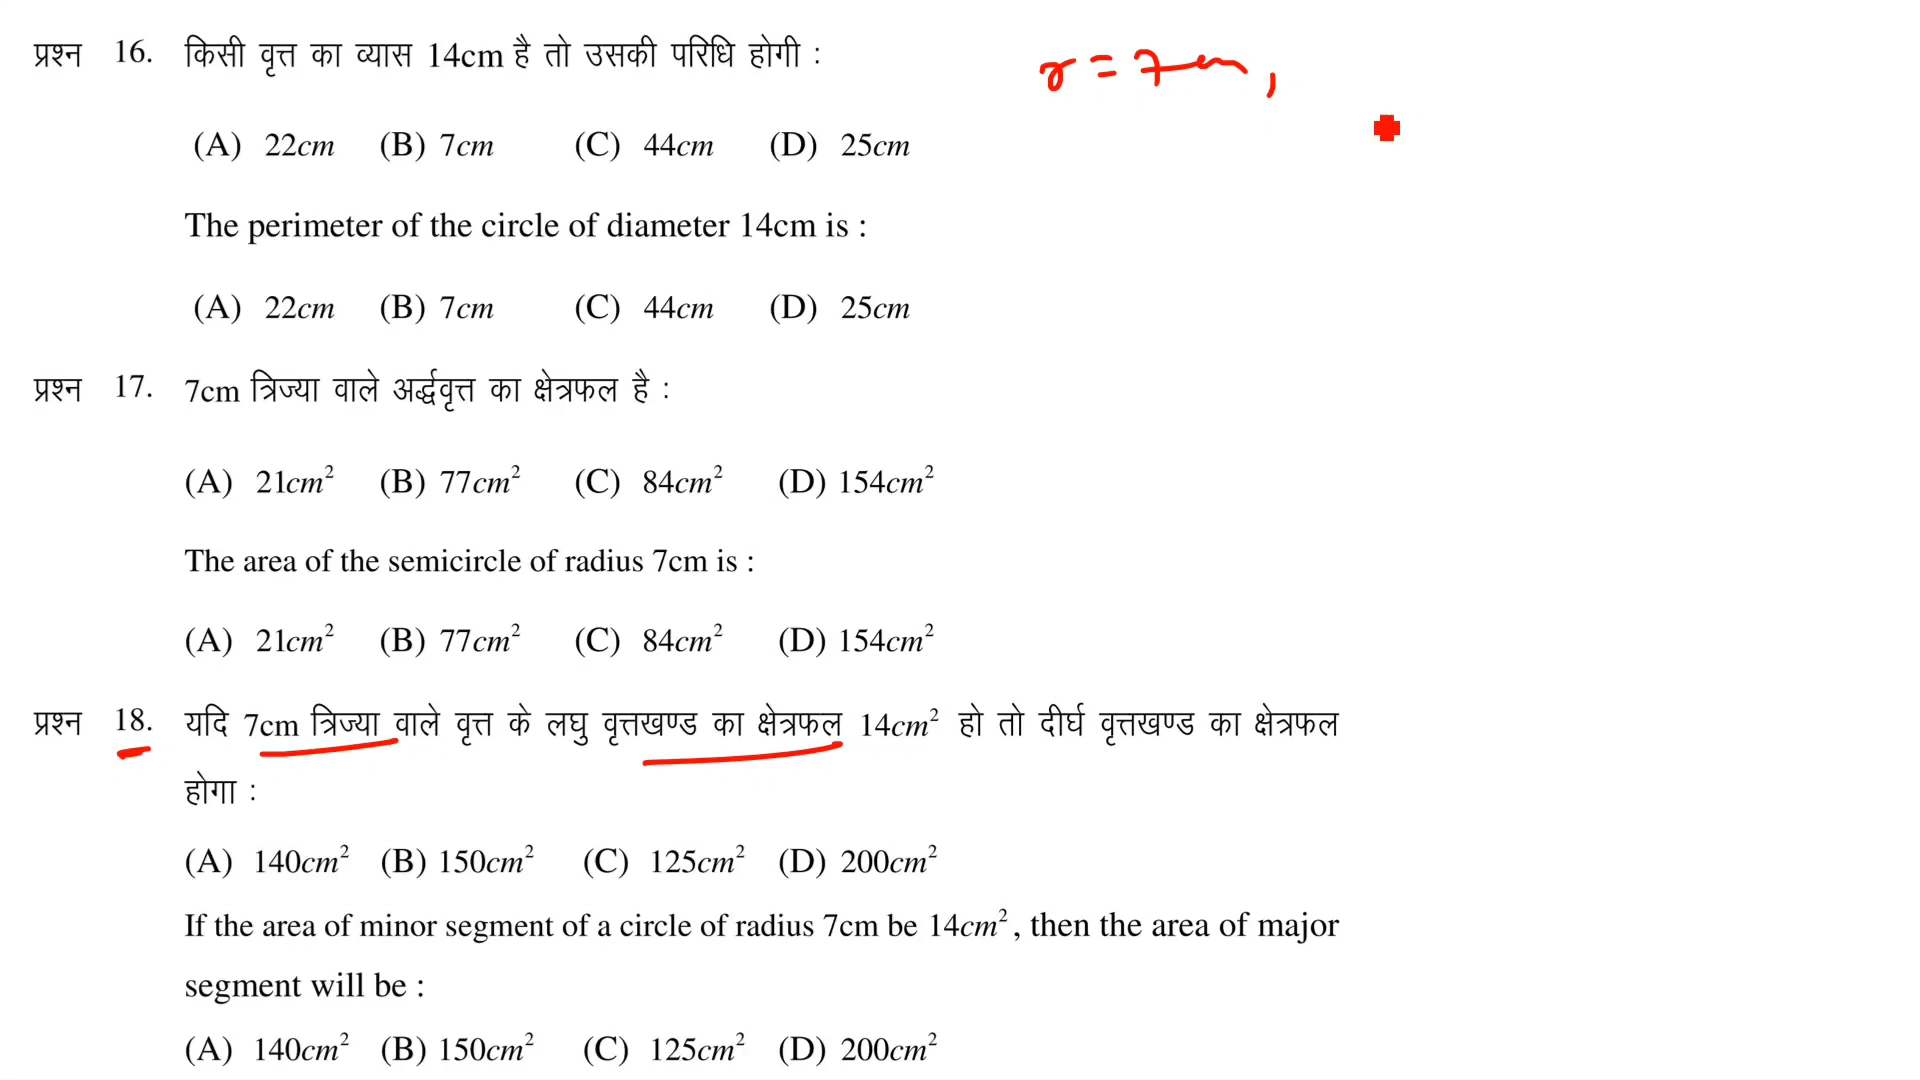 प्रश्न 16. किसी वृत्त का व्यास 14cm है तो उसकी परिधि होगी :
r = 7cm,
(A) 22cm (B) 7cm (C) 44cm (D) 25cm
The perimeter of the circle of diameter 14cm is :
(A) 22cm (B) 7cm (C) 44cm (D) 25cm
प्रश्न 17. 7cm त्रिज्या वाले अर्द्धवृत्त का क्षेत्रफल है :
(A) 21cm² (B) 77cm² (C) 84cm² (D) 154cm²
The area of the semicircle of radius 7cm is :
(A) 21cm² (B) 77cm² (C) 84cm² (D) 154cm²
प्रश्न 18. यदि 7cm त्रिज्या वाले वृत्त के लघु वृत्तखण्ड का क्षेत्रफल 14cm² हो तो दीर्घ वृत्तखण्ड का क्षेत्रफल
होगा :
(A) 140cm² (B) 150cm² (C) 125cm² (D) 200cm²
If the area of minor segment of a circle of radius 7cm be 14cm², then the area of major
segment will be :
(A) 140cm² (B) 150cm² (C) 125cm² (D) 200cm²